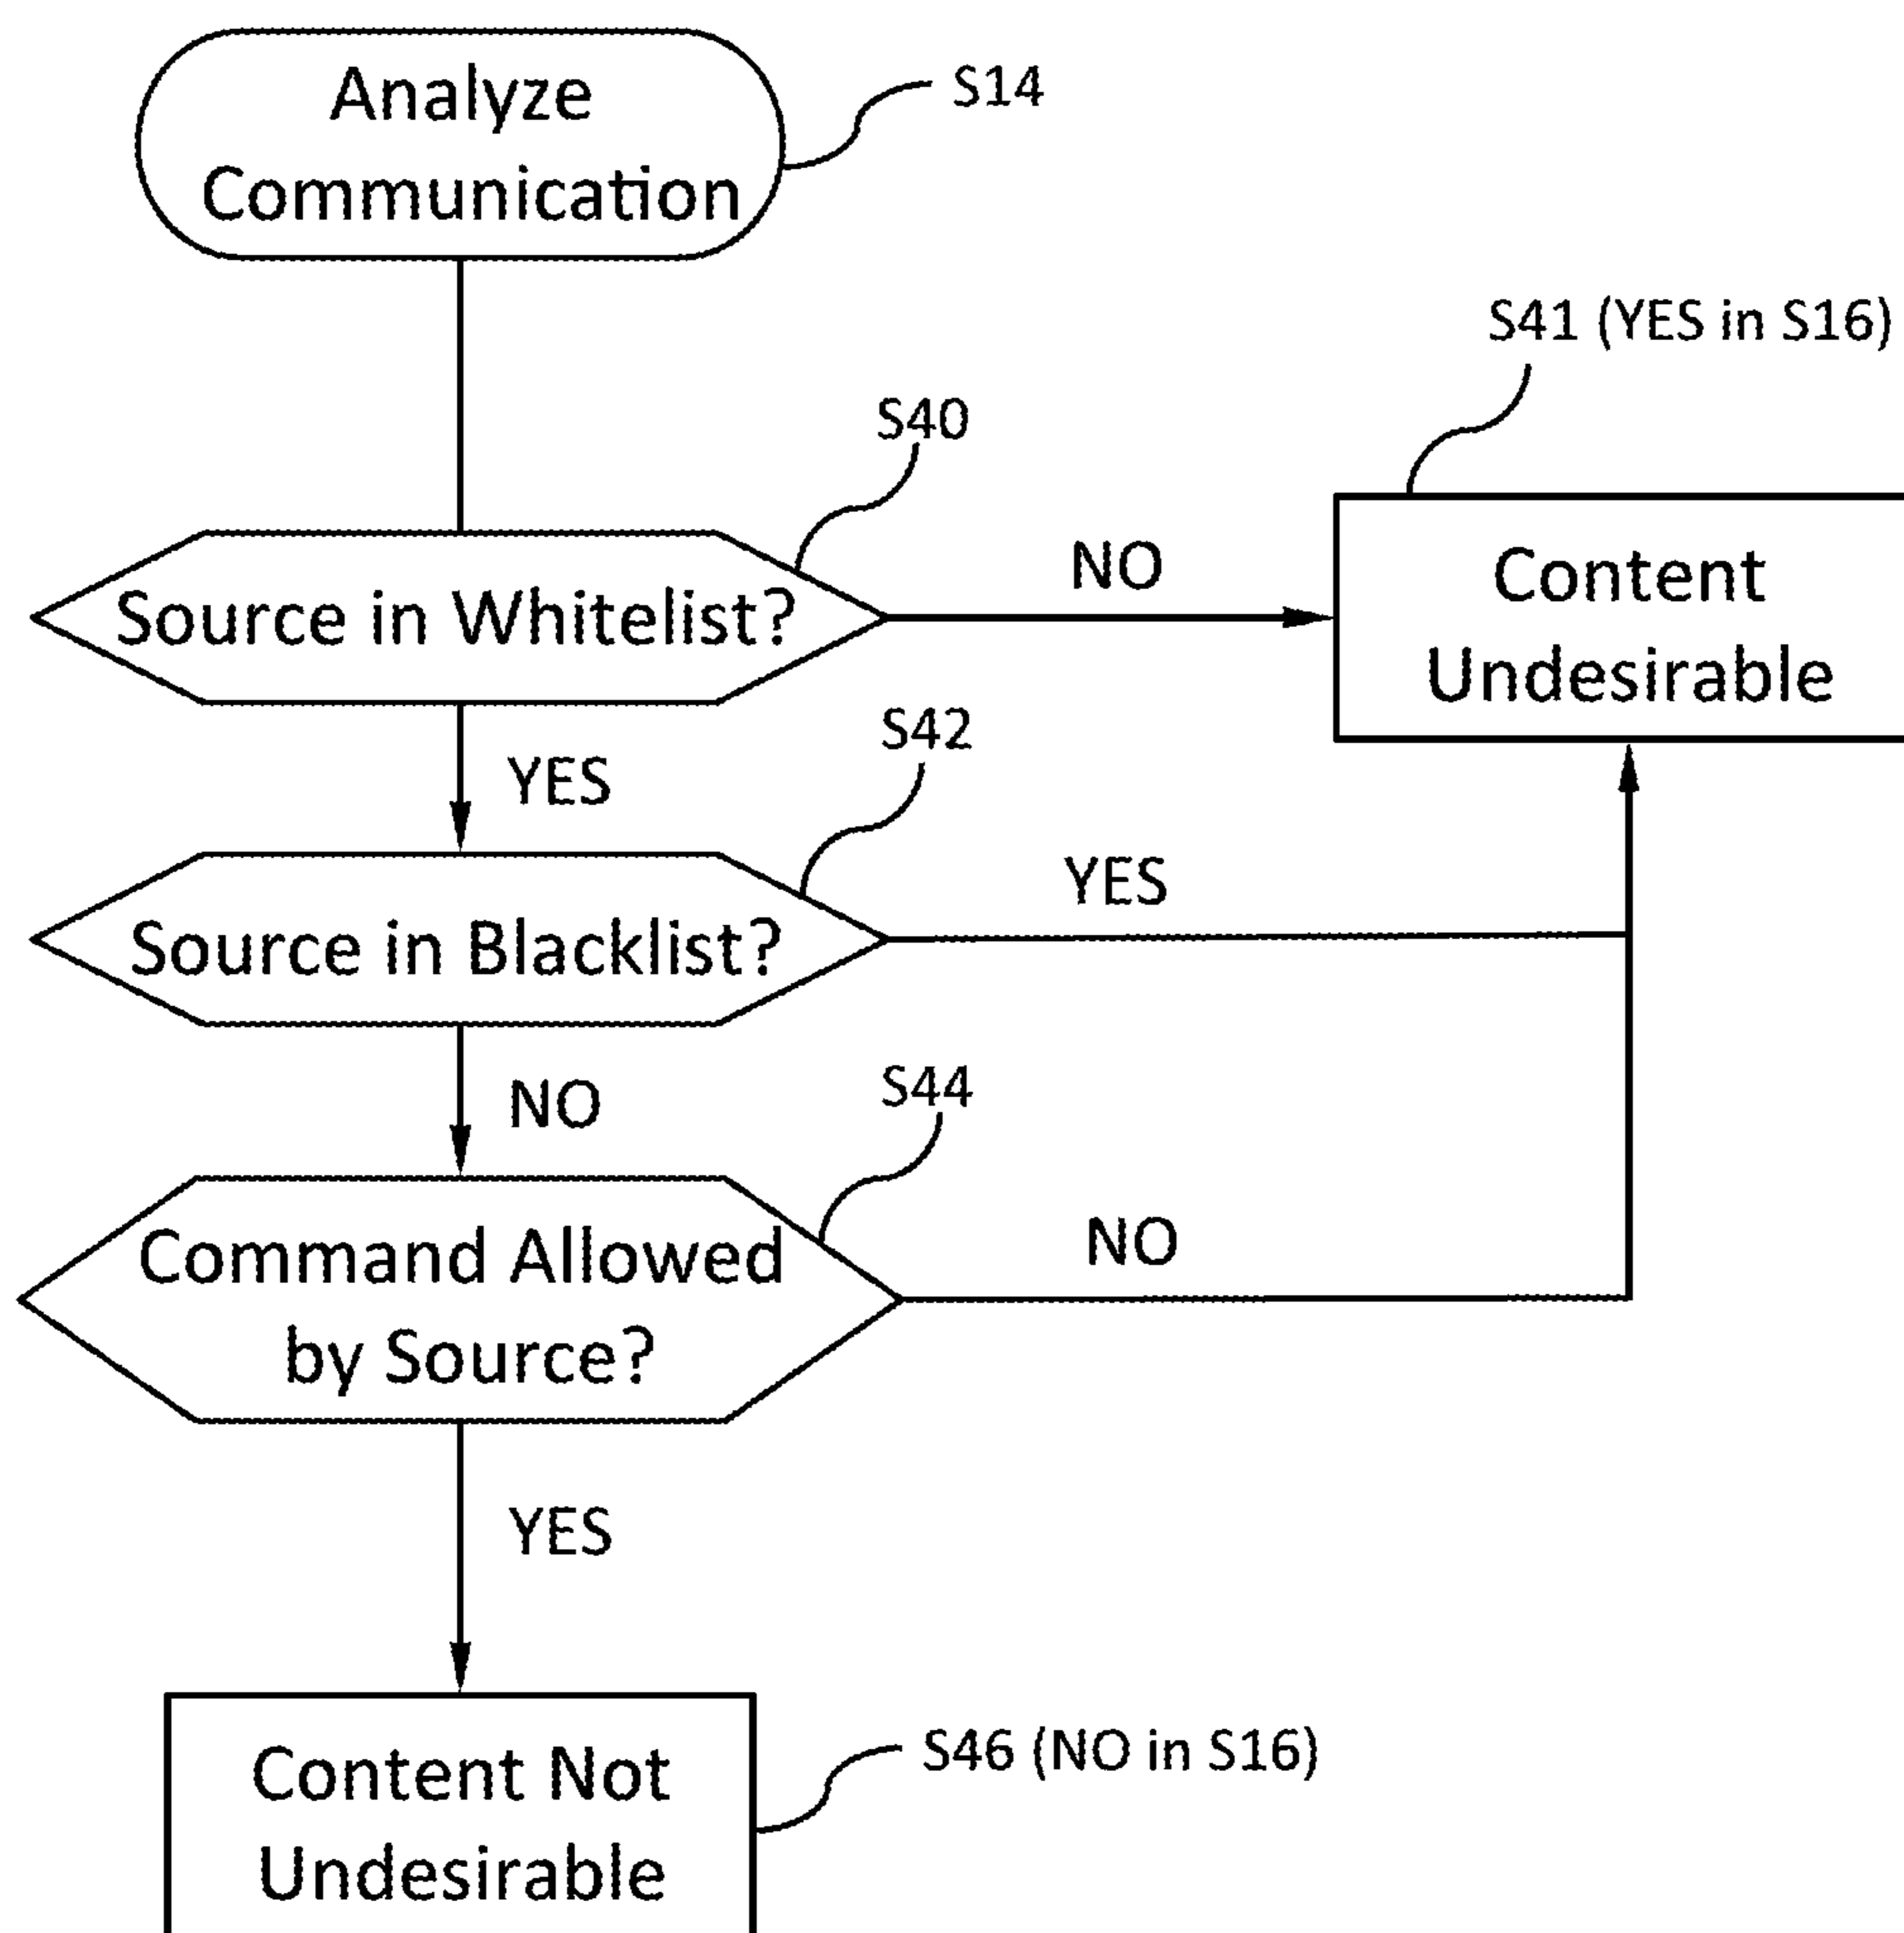 Analyze
Communication
S14
S41 (YES in S16)
S40
Source in Whitelist?
NO
Content
Undesirable
YES
S42
Source in Blacklist?
YES
NO
S44
Command Allowed
by Source?
NO
YES
Content Not
Undesirable
S46 (NO in S16)